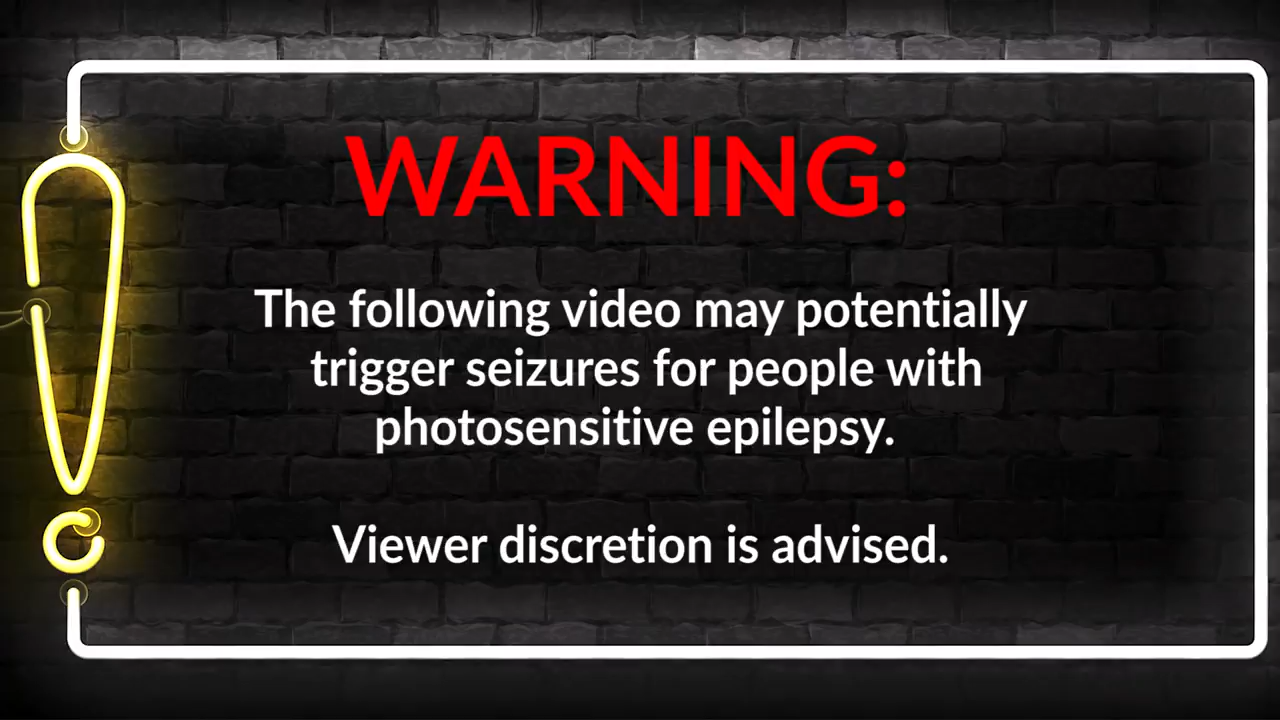 WARNING:
The following video may potentially
trigger seizures for people with
photosensitive epilepsy.
Viewer discretion is advised.